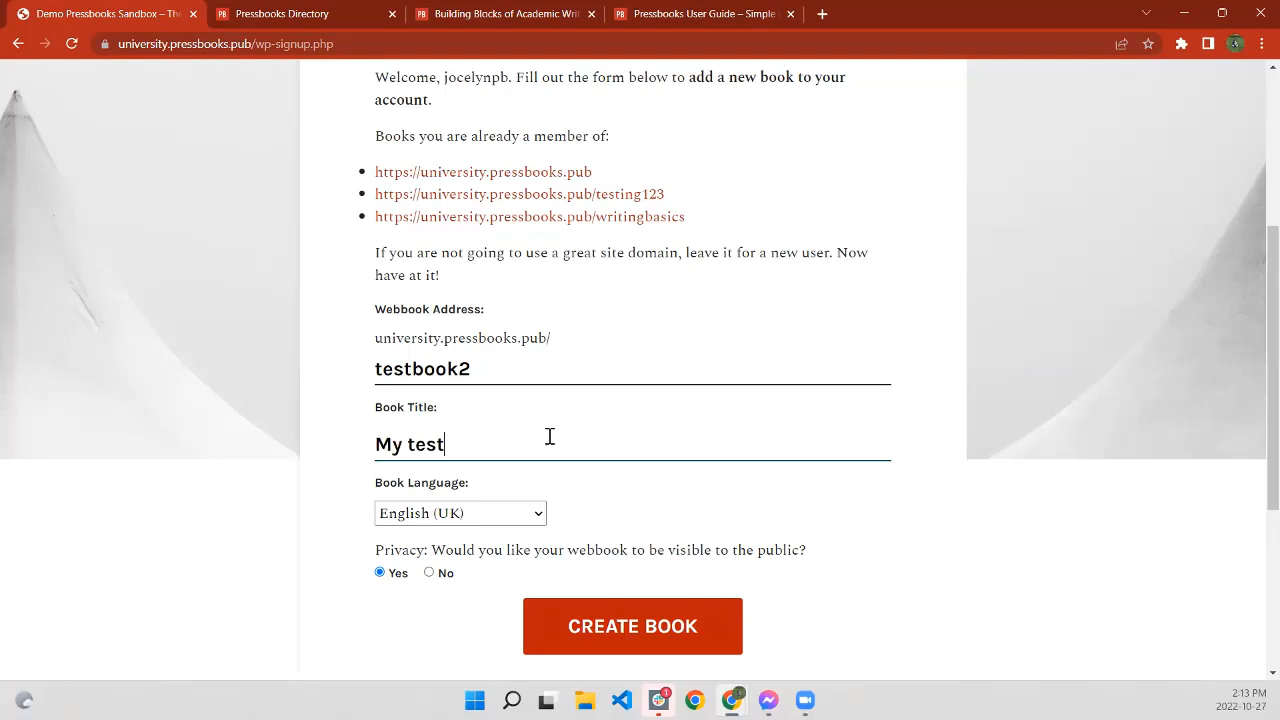 Demo Pressbooks Sandbox – The
Pressbooks Directory
Building Blocks of Academic Writ
Pressbooks User Guide – Simple
university.pressbooks.pub/wp-signup.php
Welcome, jocelynpb. Fill out the form below to add a new book to your
account.
Books you are already a member of:
https://university.pressbooks.pub
https://university.pressbooks.pub/testing123
https://university.pressbooks.pub/writingbasics
If you are not going to use a great site domain, leave it for a new user. Now
have at it!
Webbook Address:
university.pressbooks.pub/
testbook2
Book Title:
My test
Book Language:
English (UK)
Privacy: Would you like your webbook to be visible to the public?
Yes No
CREATE BOOK
2:13 PM
2022-10-27